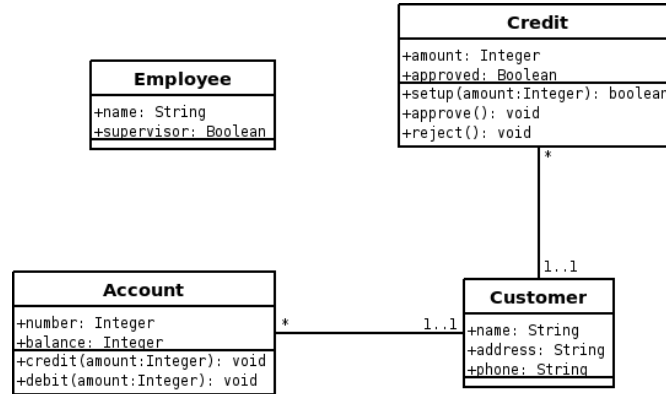 Credit
+amount: Integer
+approved: Boolean
+setup(amount:Integer): boolean
+approve(): void
+reject(): void
Employee
+name: String
+supervisor: Boolean
*
1..1
Account
+number: Integer
+balance: Integer
+credit(amount:Integer): void
+debit(amount:Integer): void
*
1..1
Customer
+name: String
+address: String
+phone: String